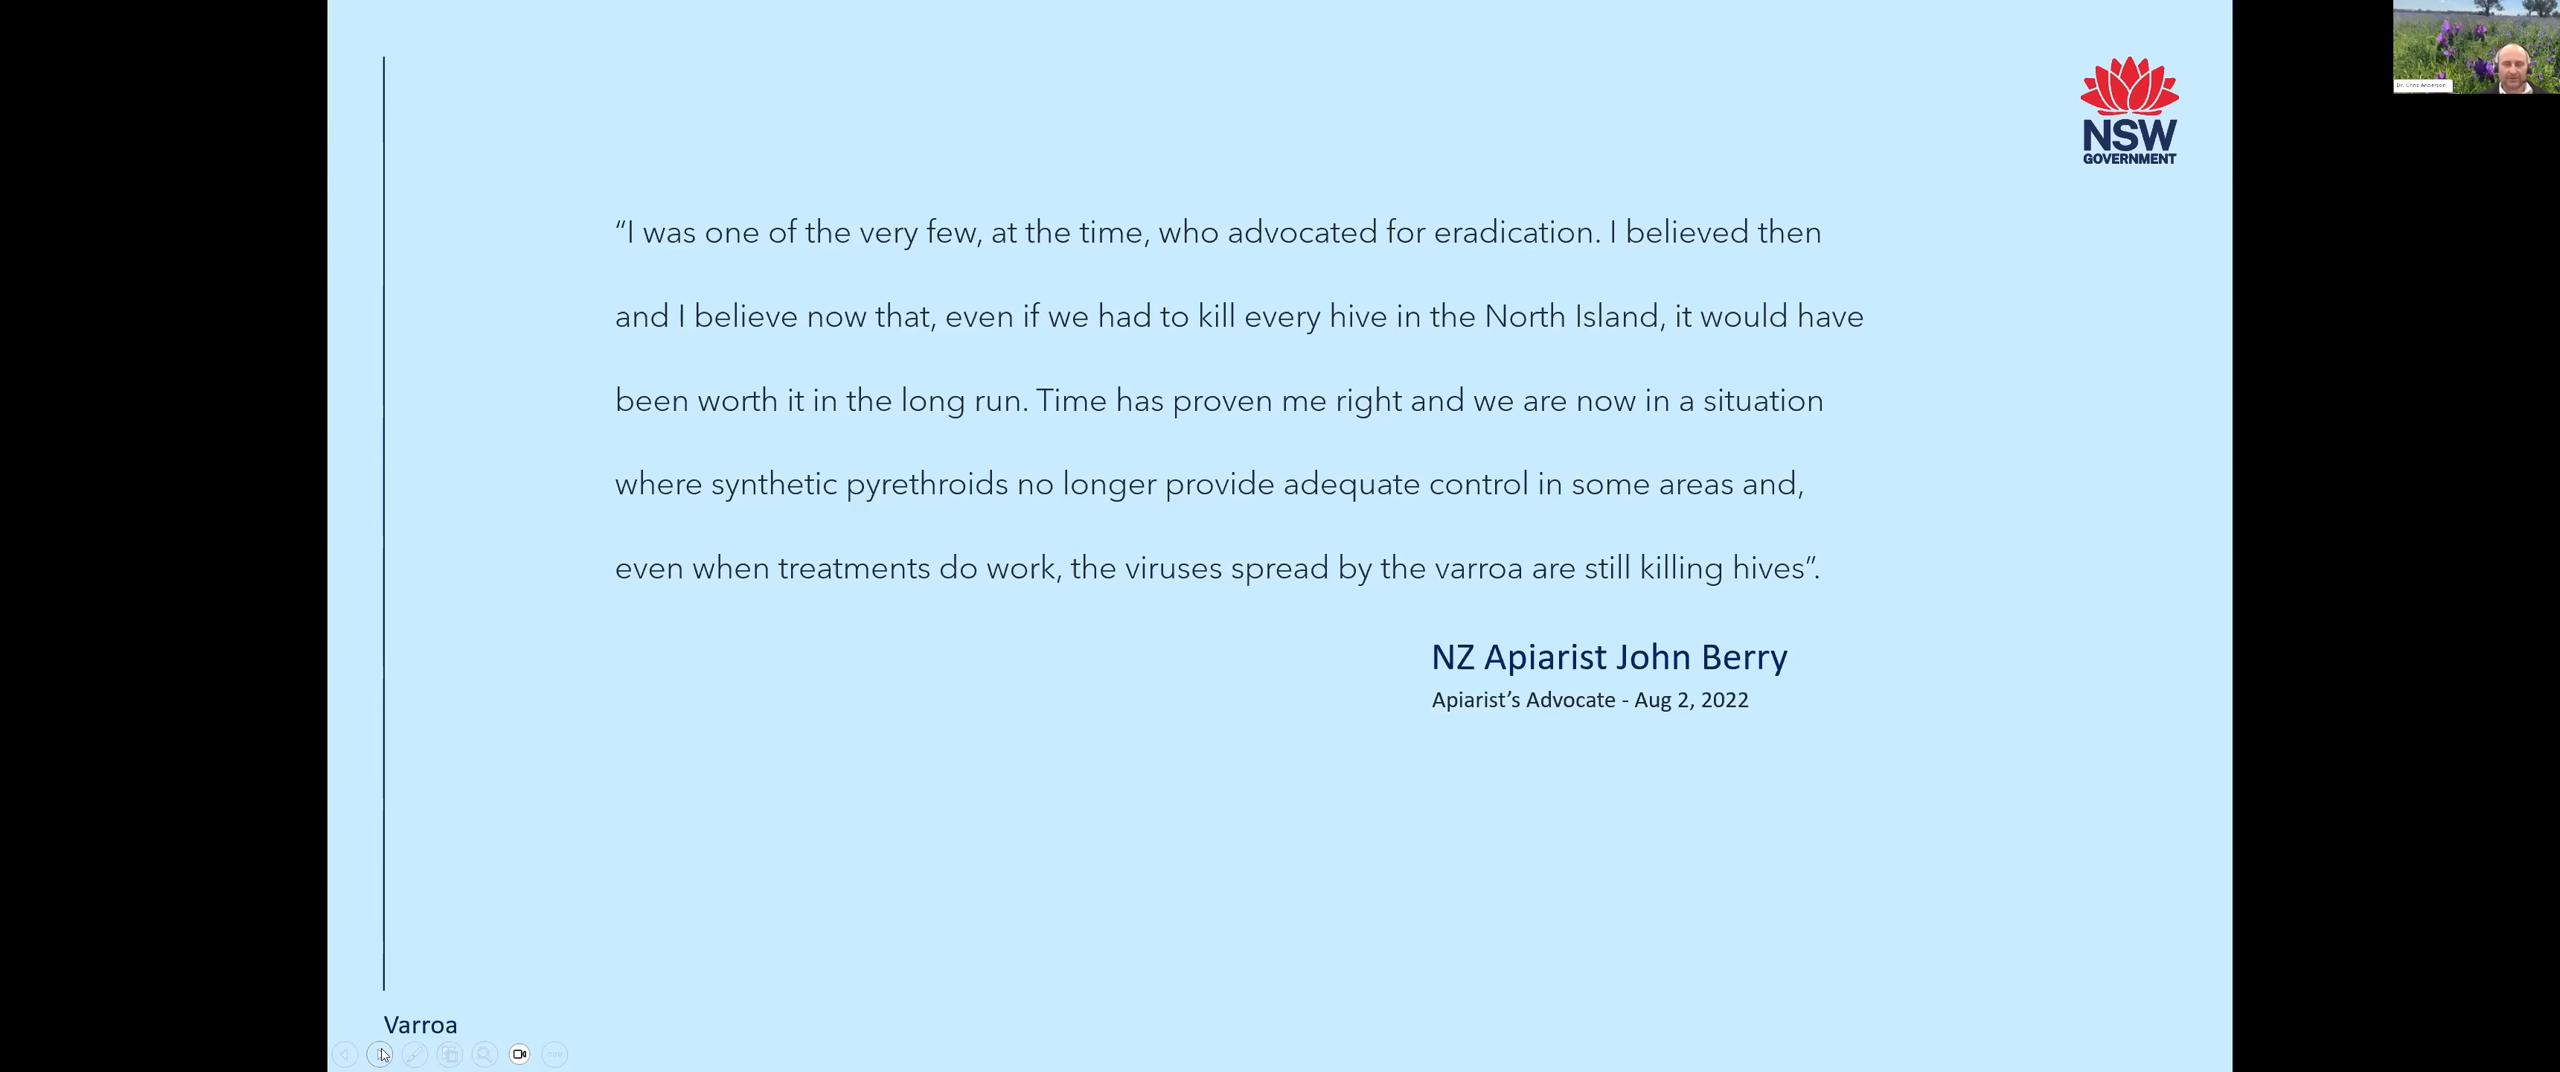 Dr. Chris Anderson
NSW
GOVERNMENT
“I was one of the very few, at the time, who advocated for eradication. I believed then
and I believe now that, even if we had to kill every hive in the North Island, it would have
been worth it in the long run. Time has proven me right and we are now in a situation
where synthetic pyrethroids no longer provide adequate control in some areas and,
even when treatments do work, the viruses spread by the varroa are still killing hives”.
NZ Apiarist John Berry
Apiarist’s Advocate - Aug 2, 2022
Varroa